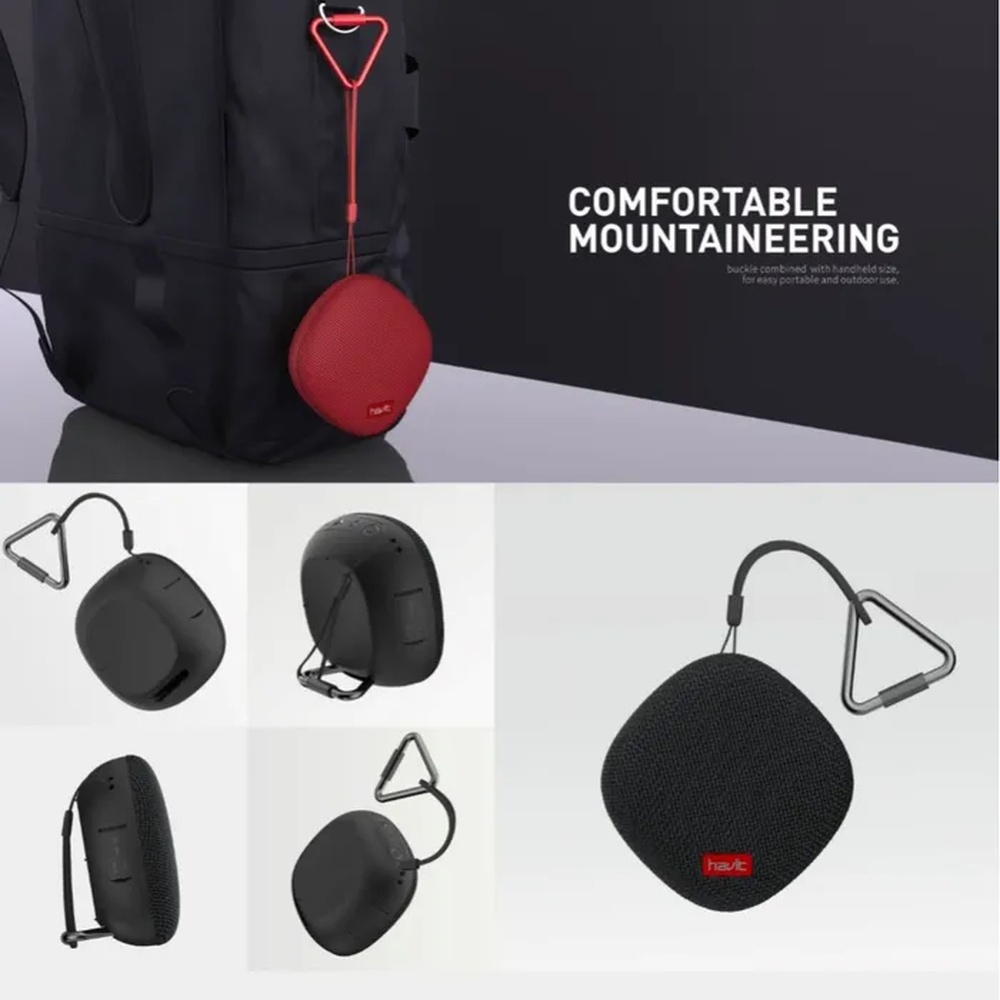 COMFORTABLE
MOUNTAINEERING
buckle combined with handheld size,
for easy portable and outdoor use.
havit
havit